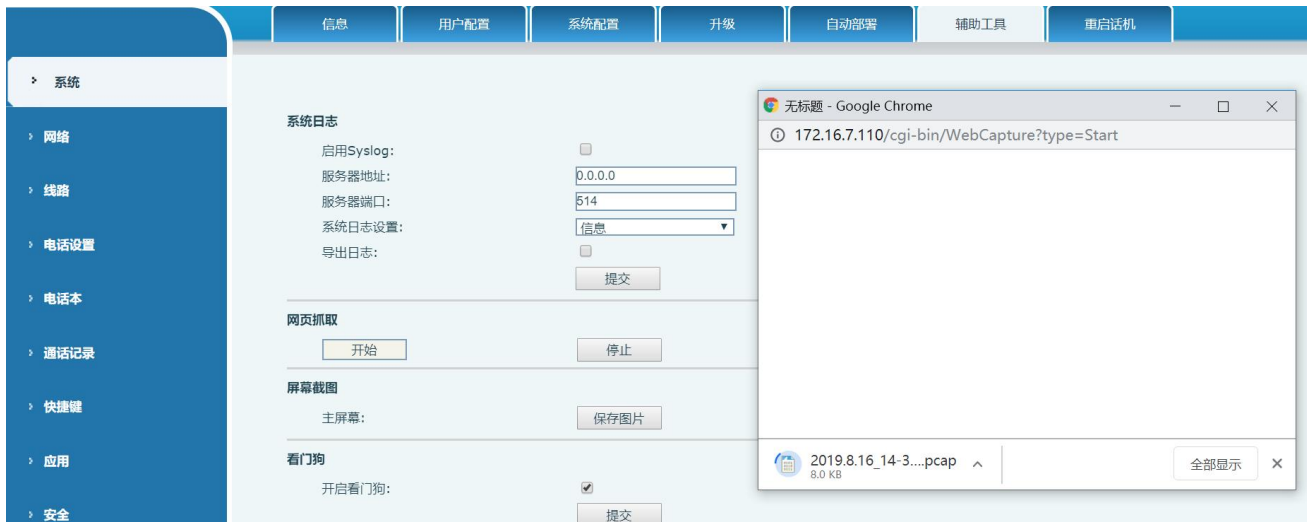 信息 用户配置 系统配置 升级 自动部署 辅助工具 重启话机
系统
网络
线路
电话设置
电话本
通话记录
快捷键
应用
安全
系统日志
启用Syslog:
服务器地址: 0.0.0.0
服务器端口: 514
系统日志设置: 信息
导出日志:
提交
网页抓取
开始 停止
屏幕截图
主屏幕: 保存图片
看门狗
开启看门狗:
提交
无标题 - Google Chrome
172.16.7.110/cgi-bin/WebCapture?type=Start
2019.8.16_14-3....pcap
8.0 KB
全部显示